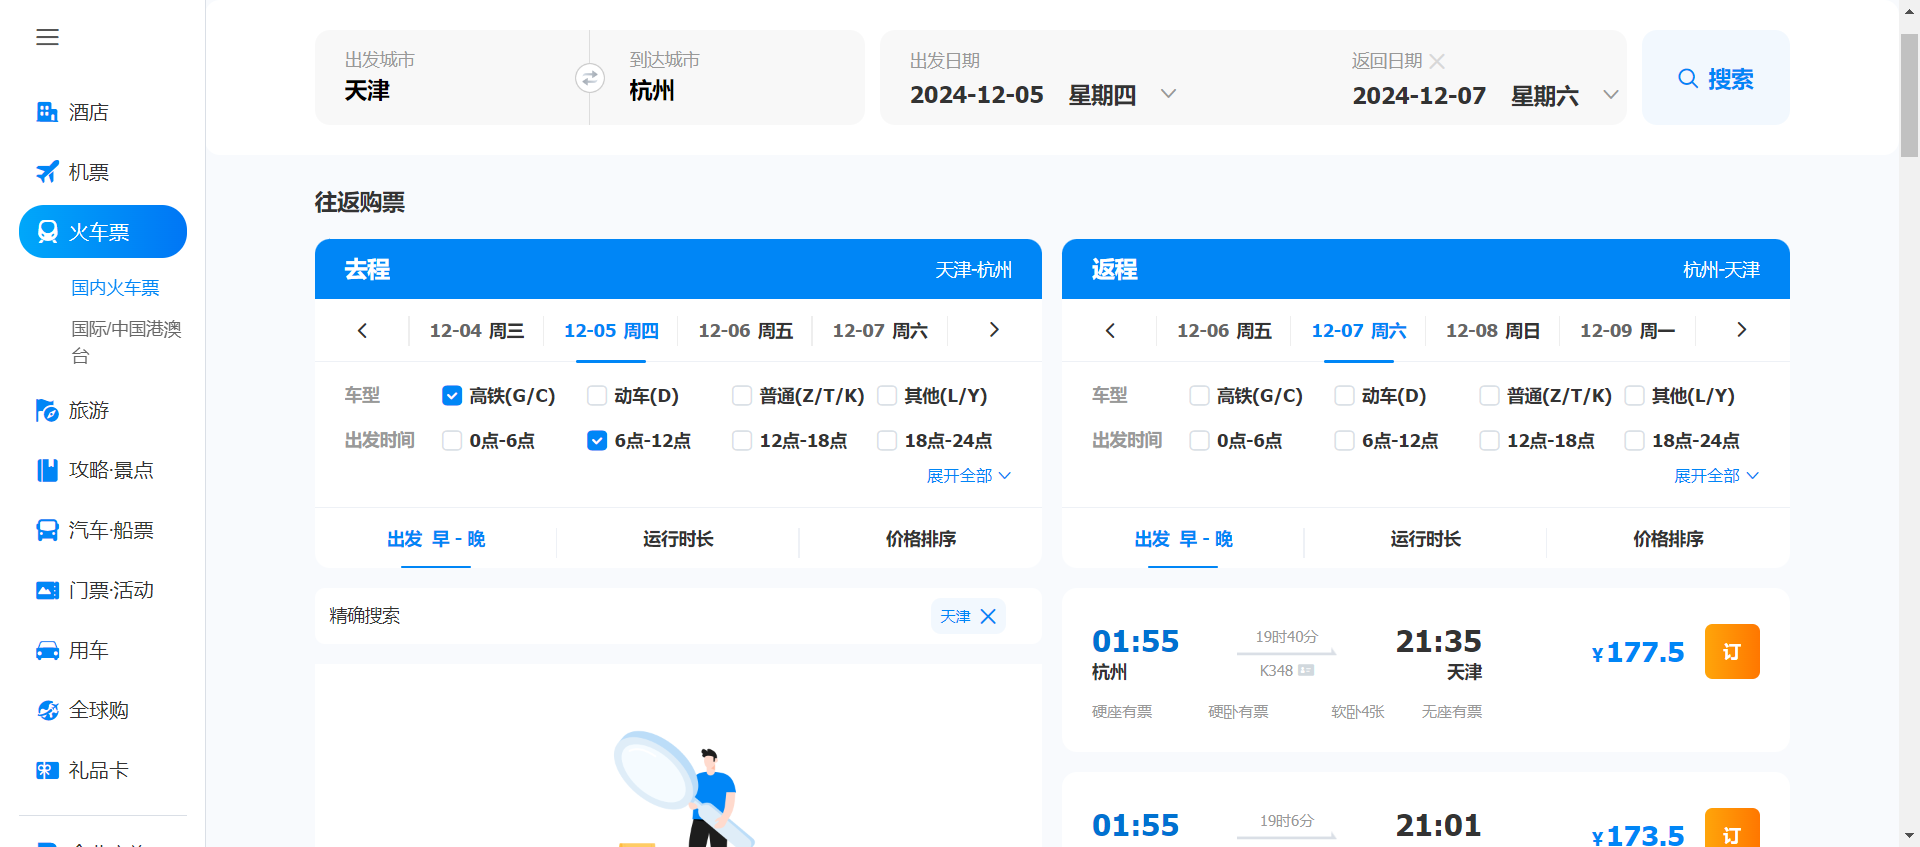 酒店
机票
火车票
国内火车票
国际/中国港澳
台
旅游
攻略·景点
汽车·船票
门票·活动
用车
全球购
礼品卡
出发城市
天津
到达城市
杭州
出发日期
2024-12-05 星期四
返回日期
2024-12-07 星期六
搜索
往返购票
去程
天津-杭州
12-04 周三
12-05 周四
12-06 周五
12-07 周六
车型
高铁(G/C)
动车(D)
普通(Z/T/K)
其他(L/Y)
出发时间
0点-6点
6点-12点
12点-18点
18点-24点
展开全部
出发 早 - 晚
运行时长
价格排序
精确搜索
天津
返程
杭州-天津
12-06 周五
12-07 周六
12-08 周日
12-09 周一
车型
高铁(G/C)
动车(D)
普通(Z/T/K)
其他(L/Y)
出发时间
0点-6点
6点-12点
12点-18点
18点-24点
展开全部
出发 早 - 晚
运行时长
价格排序
01:55
杭州
19时40分
K348
21:35
天津
¥177.5
订
硬座有票
硬卧有票
软卧4张
无座有票
01:55
19时6分
21:01
¥173.5
订